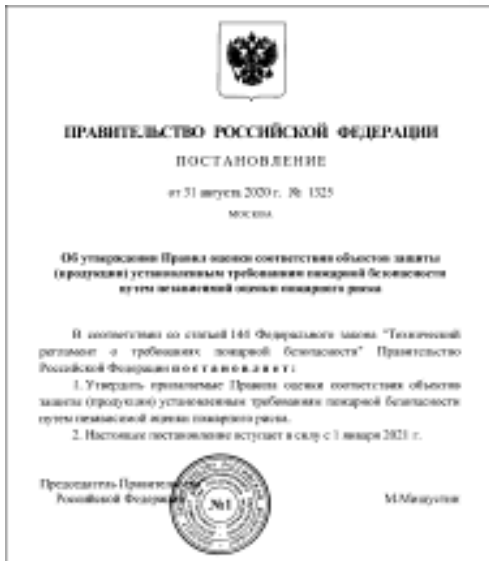 ПРАВИТЕЛЬСТВО РОССИЙСКОЙ ФЕДЕРАЦИИ
ПОСТАНОВЛЕНИЕ
от 31 августа 2020 г. № 1325
МОСКВА
Об утверждении Правил оценки соответствия объектов защиты
(продукции) установленным требованиям пожарной безопасности
путем независимой оценки пожарного риска
В соответствии со статьей 144 Федерального закона "Технический
регламент о требованиях пожарной безопасности" Правительство
Российской Федерации постановляет:
1. Утвердить прилагаемые Правила оценки соответствия объектов
защиты (продукции) установленным требованиям пожарной безопасности
путем независимой оценки пожарного риска.
2. Настоящее постановление вступает в силу с 1 января 2021 г.
Председатель Правительства
Российской Федерации
М.Мишустин
№1